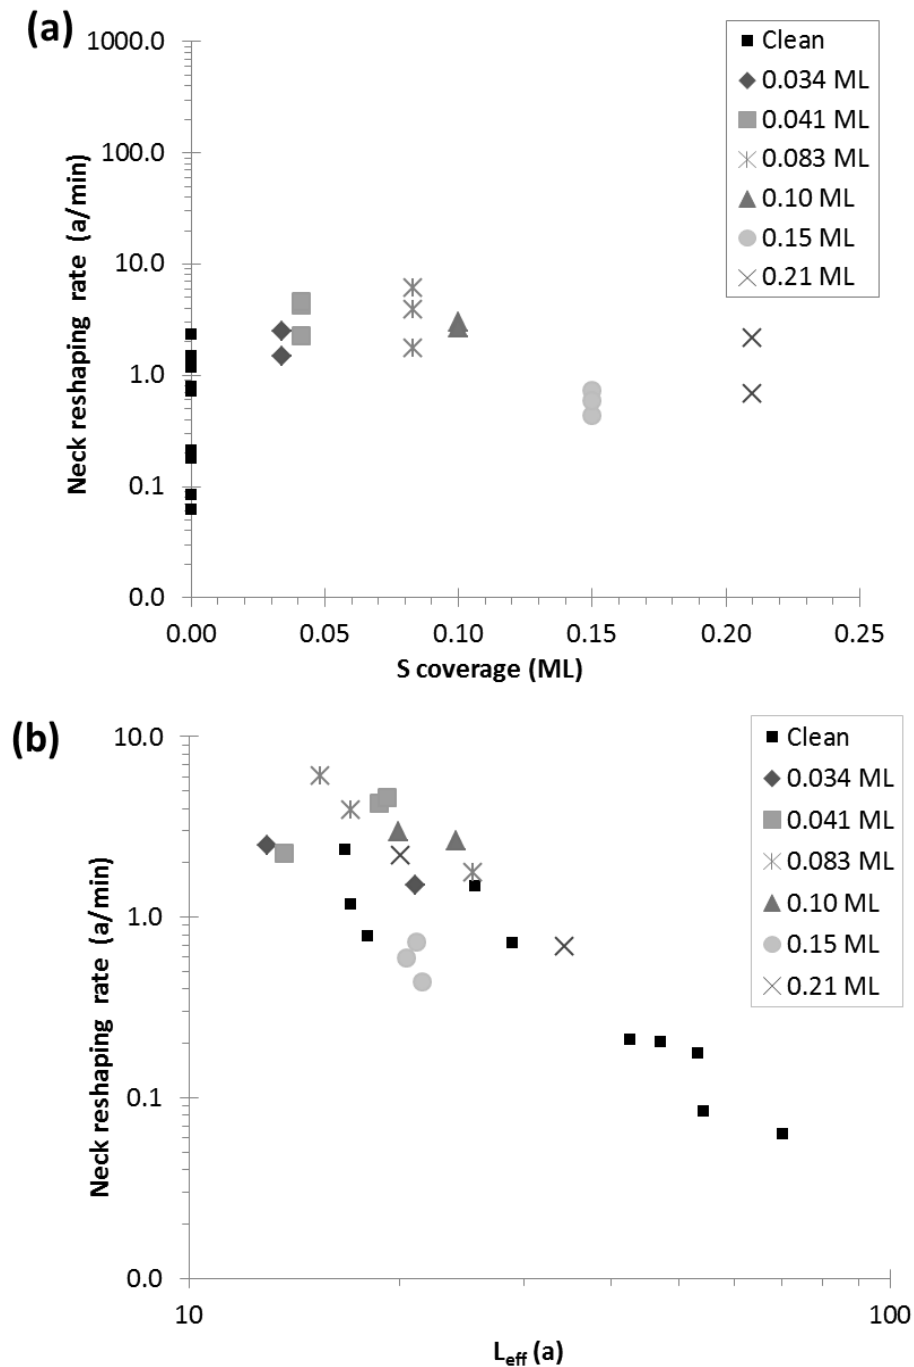 (a)
1000.0
100.0
10.0
1.0
0.1
0.0
Neck reshaping rate (a/min)
0.00 0.05 0.10 0.15 0.20 0.25
S coverage (ML)
Clean
0.034 ML
0.041 ML
0.083 ML
0.10 ML
0.15 ML
0.21 ML
(b)
10.0
1.0
0.1
0.0
Neck reshaping rate (a/min)
10 100
Leff (a)
Clean
0.034 ML
0.041 ML
0.083 ML
0.10 ML
0.15 ML
0.21 ML